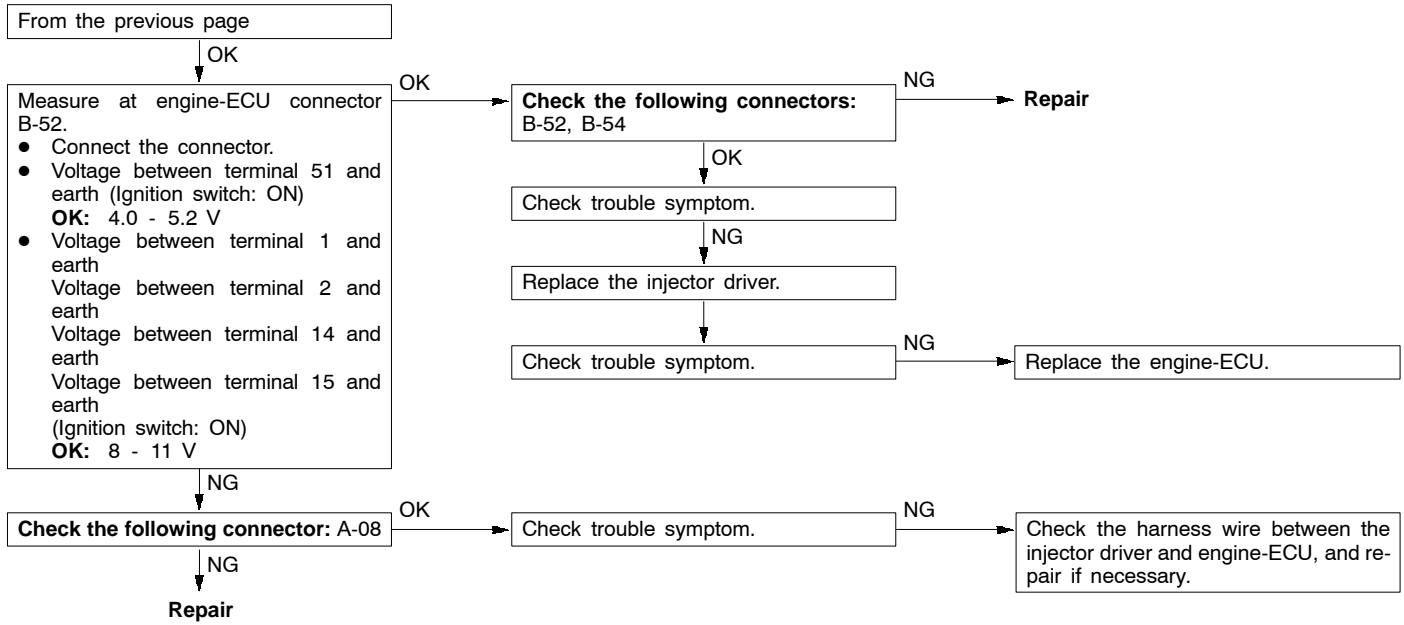 From the previous page
OK
Measure at engine-ECU connector
B-52.
● Connect the connector.
● Voltage between terminal 51 and
earth (Ignition switch: ON)
OK: 4.0 - 5.2 V
● Voltage between terminal 1 and
earth
Voltage between terminal 2 and
earth
Voltage between terminal 14 and
earth
Voltage between terminal 15 and
earth
(Ignition switch: ON)
OK: 8 - 11 V
OK
Check the following connectors:
B-52, B-54
NG
Repair
OK
Check trouble symptom.
NG
Replace the injector driver.
Check trouble symptom.
NG
Replace the engine-ECU.
NG
Check the following connector: A-08
OK
Check trouble symptom.
NG
Check the harness wire between the
injector driver and engine-ECU, and re-
pair if necessary.
NG
Repair